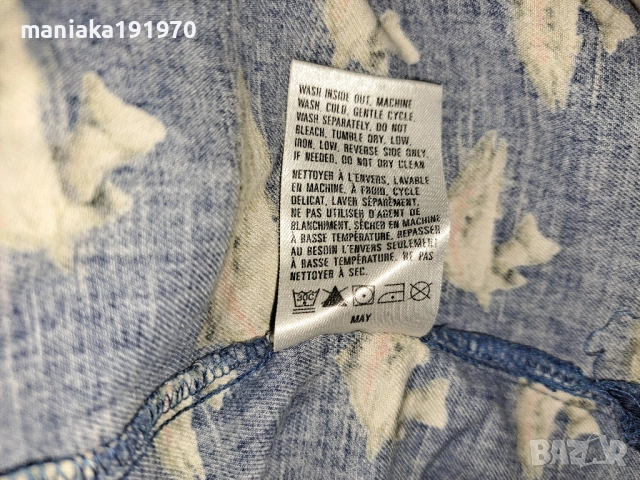 maniaka191970
WASH INSIDE OUT, MACHINE
WASH, COLD, GENTLE CYCLE,
WASH SEPARATELY, DO NOT
BLEACH, TUMBLE DRY, LOW,
IRON, LOW, REVERSE SIDE ONLY,
IF NEEDED, DO NOT DRY CLEAN
NETTOYER À L'ENVERS, LAVABLE
EN MACHINE, À FROID, CYCLE
DELICAT, LAVER SÉPARÉMENT,
NE PAS UTILISER D'AGENT DE
BLANCHIMENT, SÈCHER EN MACHINE
À BASSE TEMPÉRATURE, REPASSER
AU BESOIN L'ENVERS SEULEMENT
À BASSE TEMPÉRATURE, NE PAS
NETTOYER À SEC.
30C
MAY
BAZAR